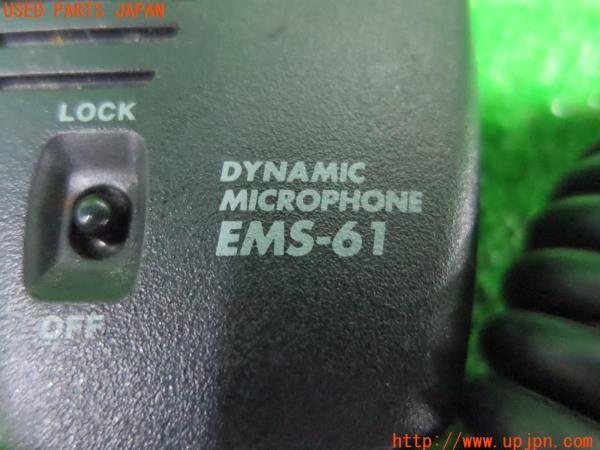 USED PARTS JAPAN
LOCK
DYNAMIC
MICROPHONE
EMS-61
OFF
http://www.upjpn.com